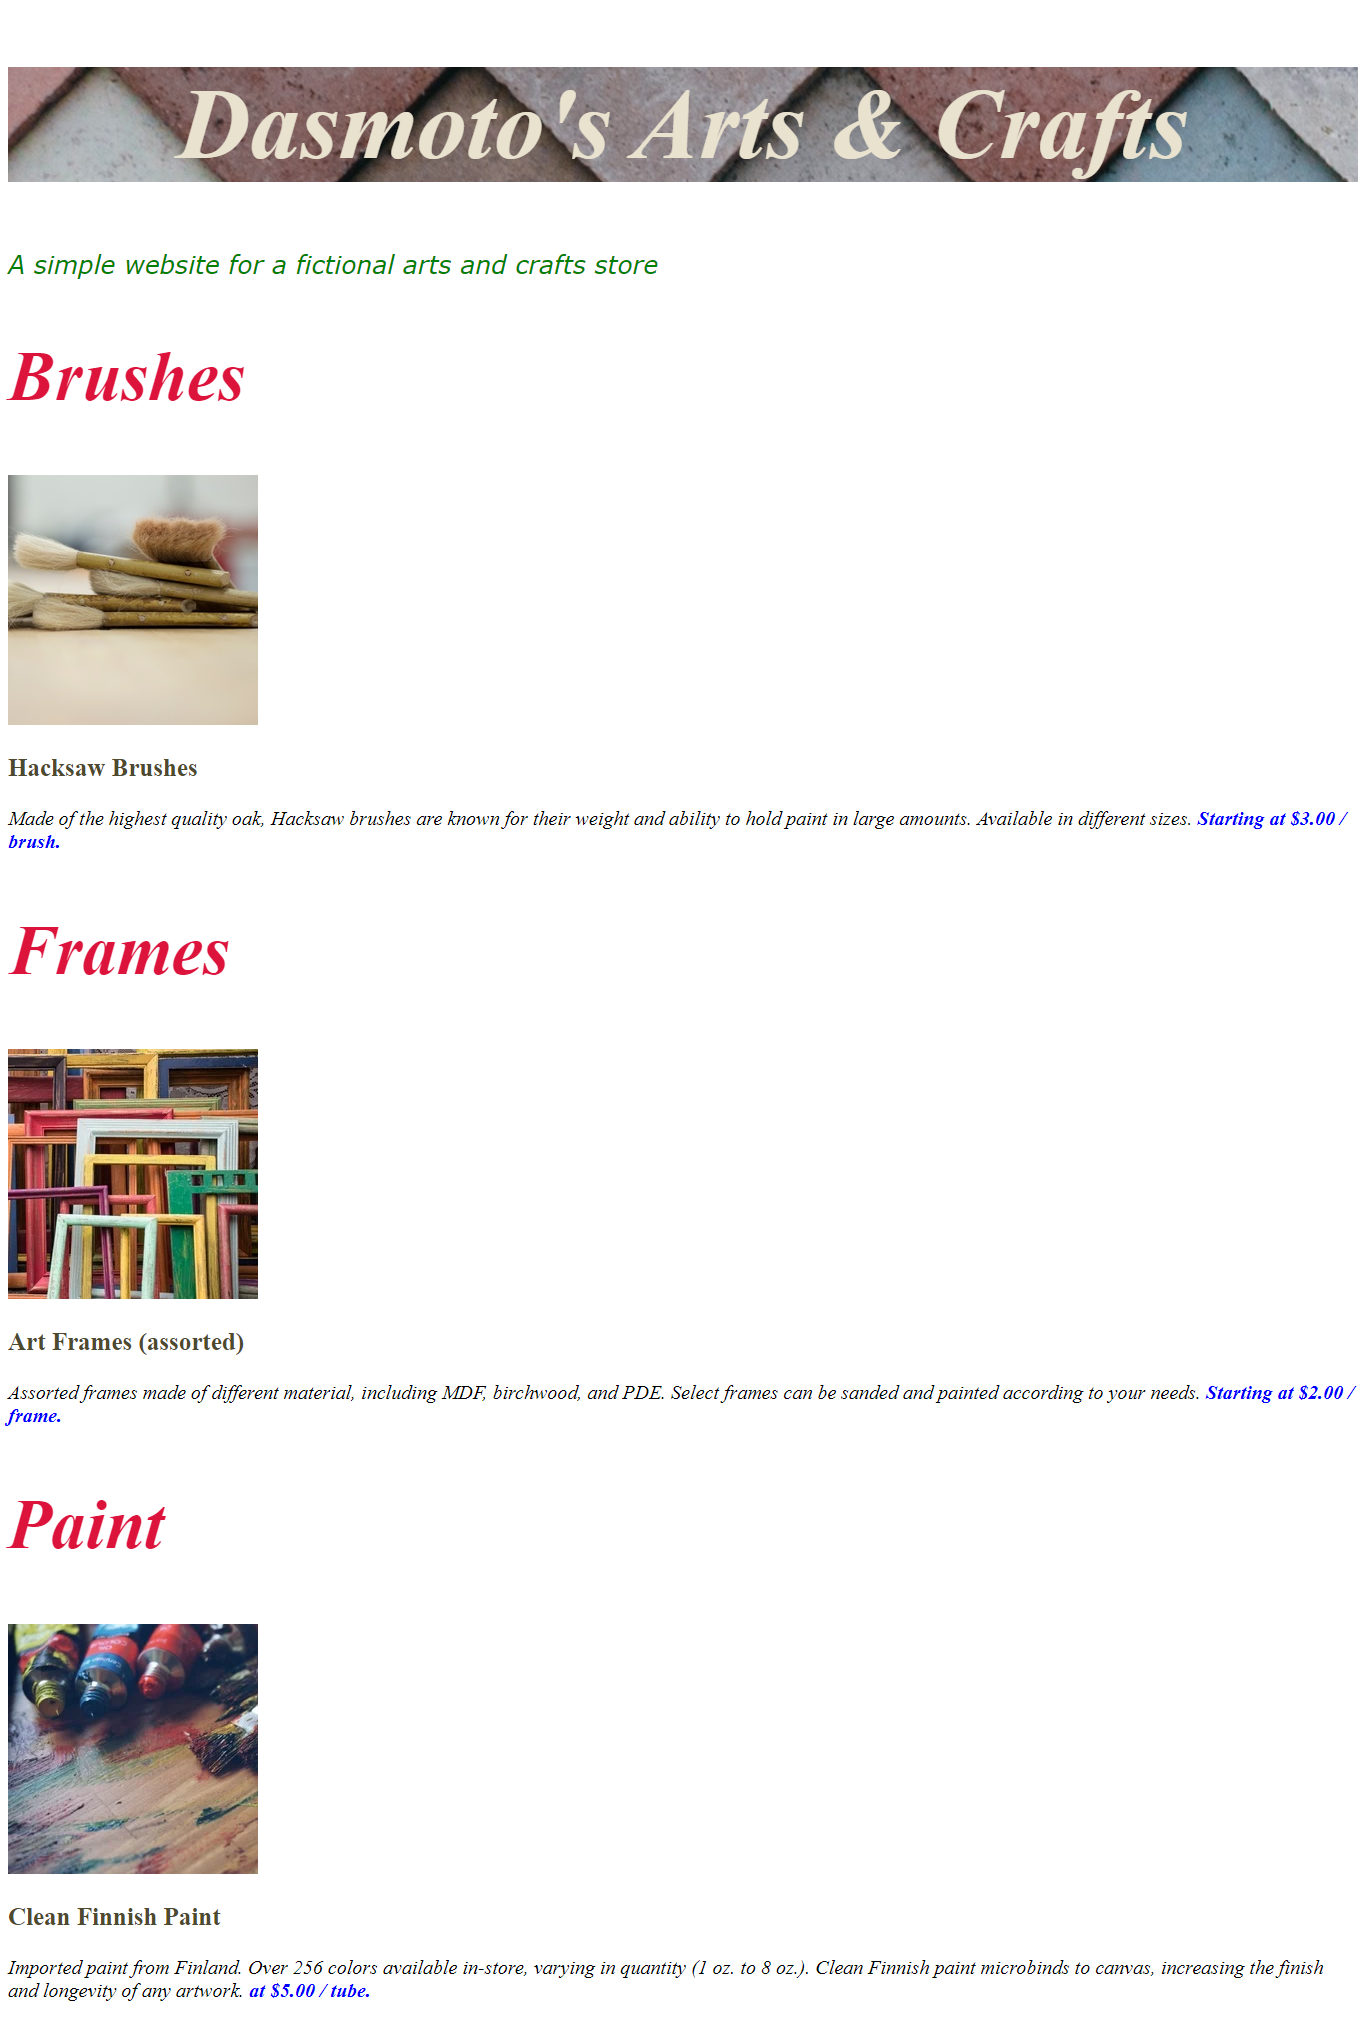 Dasmoto's Arts & Crafts
A simple website for a fictional arts and crafts store
Brushes
Hacksaw Brushes
Made of the highest quality oak, Hacksaw brushes are known for their weight and ability to hold paint in large amounts. Available in different sizes. Starting at $3.00 /
brush.
Frames
Art Frames (assorted)
Assorted frames made of different material, including MDF, birchwood, and PDE. Select frames can be sanded and painted according to your needs. Starting at $2.00 /
frame.
Paint
Clean Finnish Paint
Imported paint from Finland. Over 256 colors available in-store, varying in quantity (1 oz. to 8 oz.). Clean Finnish paint microbinds to canvas, increasing the finish
and longevity of any artwork. at $5.00 / tube.